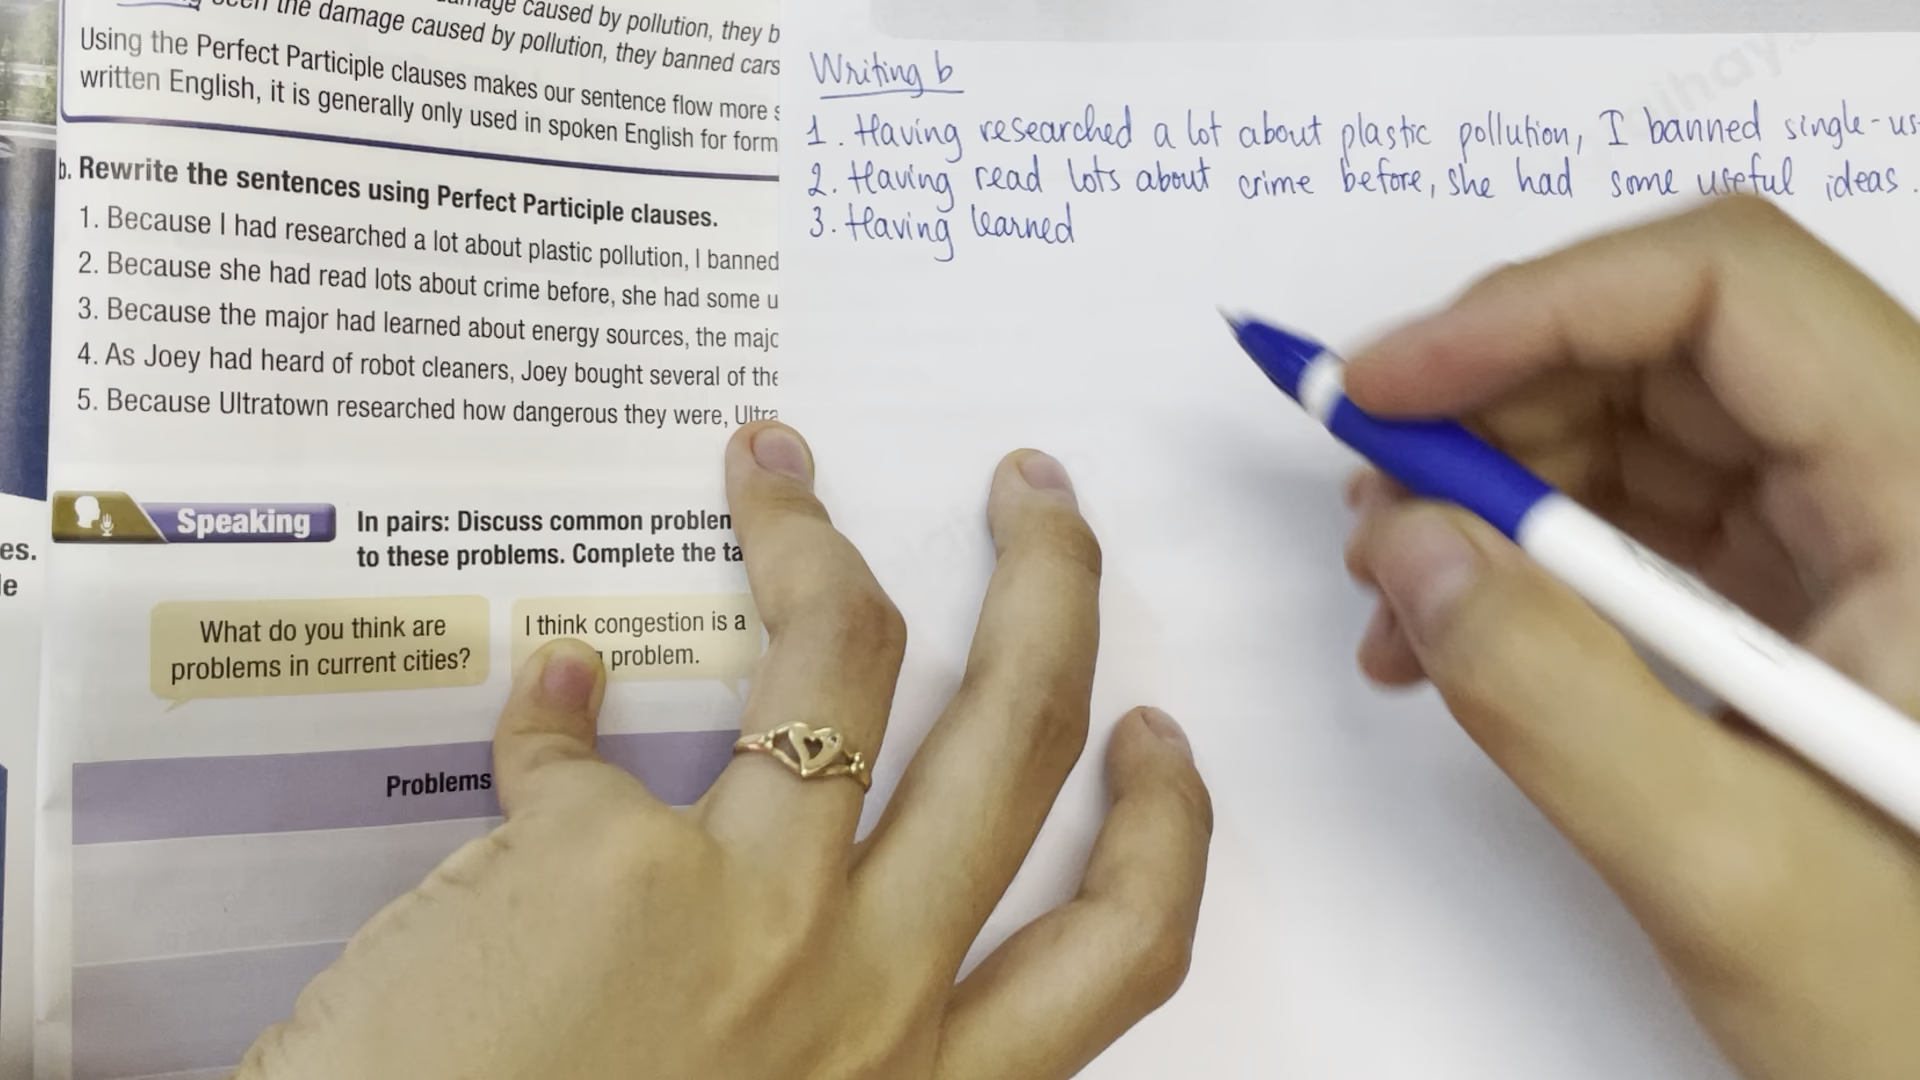 the damage caused by pollution, they banned cars
caused by pollution, they b
Using the Perfect Participle clauses makes our sentence flow more s
written English, it is generally only used in spoken English for form
b. Rewrite the sentences using Perfect Participle clauses.
1. Because I had researched a lot about plastic pollution, I banned
2. Because she had read lots about crime before, she had some u
3. Because the major had learned about energy sources, the majo
4. As Joey had heard of robot cleaners, Joey bought several of the
5. Because Ultratown researched how dangerous they were, Ultra
Speaking
In pairs: Discuss common problem
to these problems. Complete the ta
es.
le
What do you think are
problems in current cities?
I think congestion is a
problem.
Problems
Writing b
1. Having researched a lot about plastic pollution, I banned single-us
2. Having read lots about crime before, she had some useful ideas.
3. Having learned